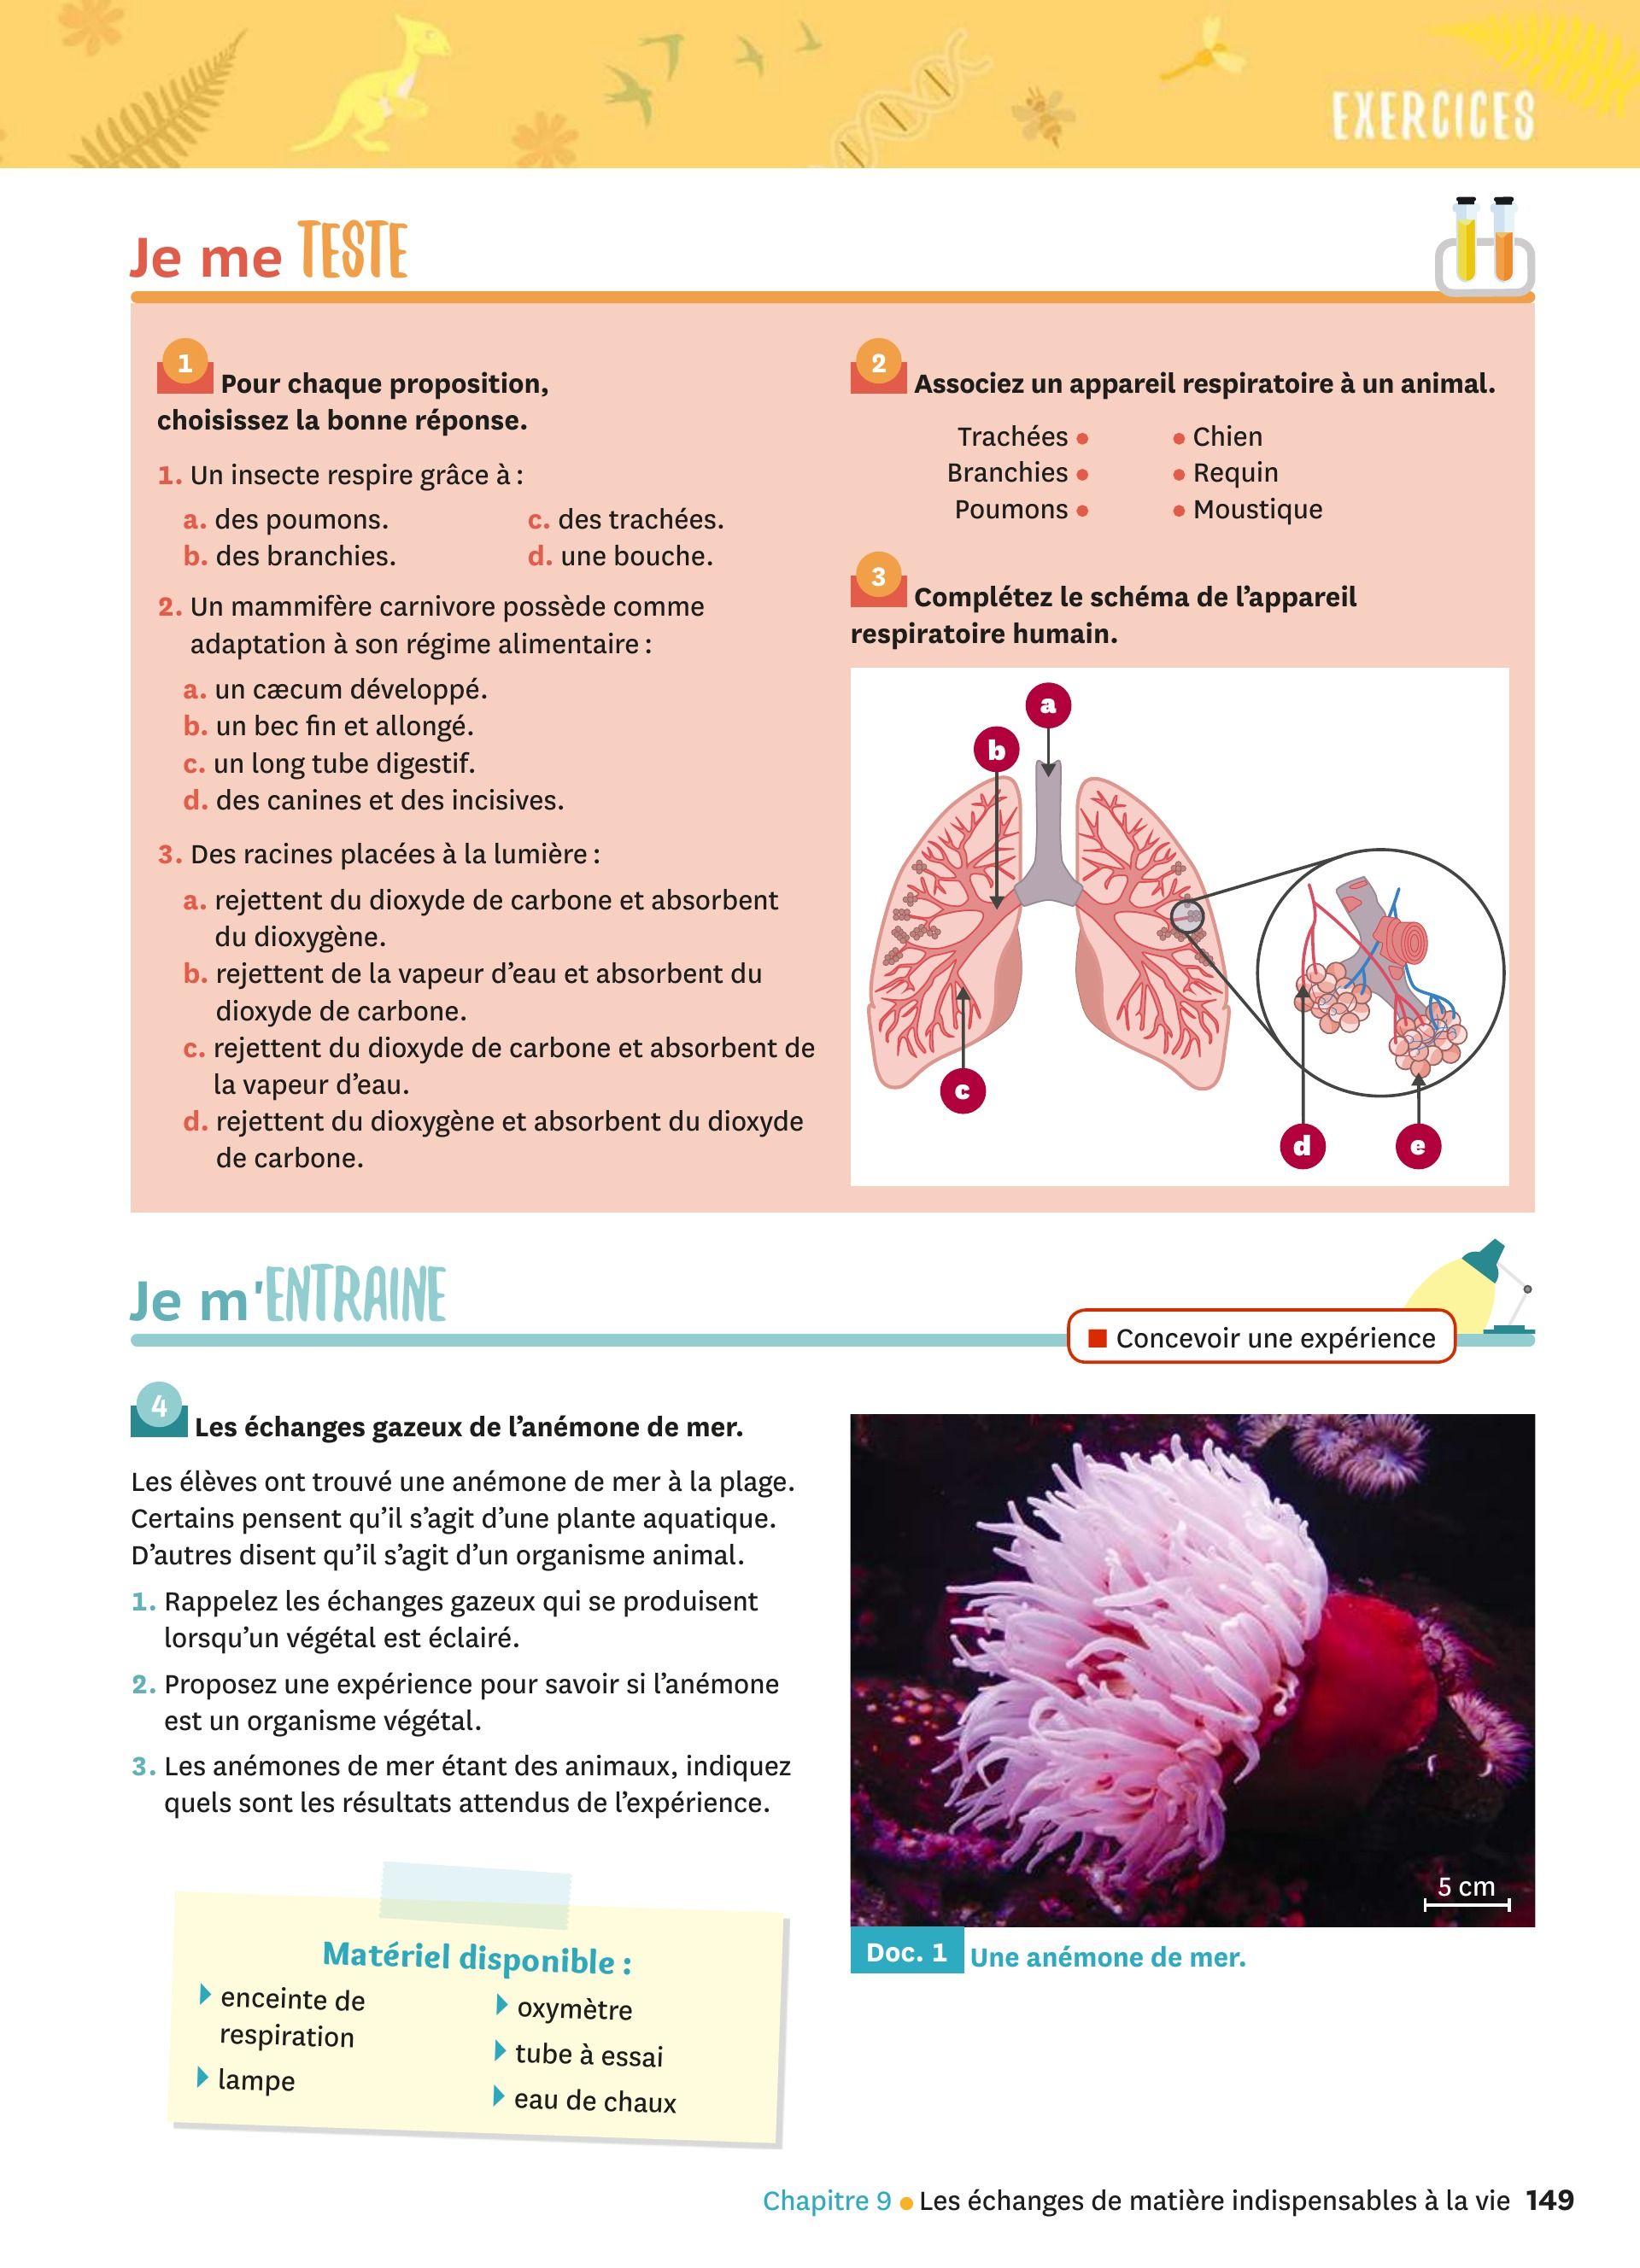 EXERCICES
Je me TESTE
1 Pour chaque proposition,
choisissez la bonne réponse.
1. Un insecte respire grâce à :
a. des poumons.
b. des branchies.
c. des trachées.
d. une bouche.
2. Un mammifère carnivore possède comme
adaptation à son régime alimentaire :
a. un cæcum développé.
b. un bec fin et allongé.
c. un long tube digestif.
d. des canines et des incisives.
3. Des racines placées à la lumière :
a. rejettent du dioxyde de carbone et absorbent
du dioxygène.
b. rejettent de la vapeur d’eau et absorbent du
dioxyde de carbone.
c. rejettent du dioxyde de carbone et absorbent de
la vapeur d’eau.
d. rejettent du dioxygène et absorbent du dioxyde
de carbone.
2 Associez un appareil respiratoire à un animal.
Trachées • • Chien
Branchies • • Requin
Poumons • • Moustique
3 Complétez le schéma de l’appareil
respiratoire humain.
a
b
c
d
e
Je m'ENTRAINE
Concevoir une expérience
4 Les échanges gazeux de l’anémone de mer.
Les élèves ont trouvé une anémone de mer à la plage.
Certains pensent qu’il s’agit d’une plante aquatique.
D’autres disent qu’il s’agit d’un organisme animal.
1. Rappelez les échanges gazeux qui se produisent
lorsqu’un végétal est éclairé.
2. Proposez une expérience pour savoir si l’anémone
est un organisme végétal.
3. Les anémones de mer étant des animaux, indiquez
quels sont les résultats attendus de l’expérience.
Matériel disponible :
enceinte de
respiration
lampe
oxymètre
tube à essai
eau de chaux
5 cm
Doc. 1 Une anémone de mer.
Chapitre 9 • Les échanges de matière indispensables à la vie 149